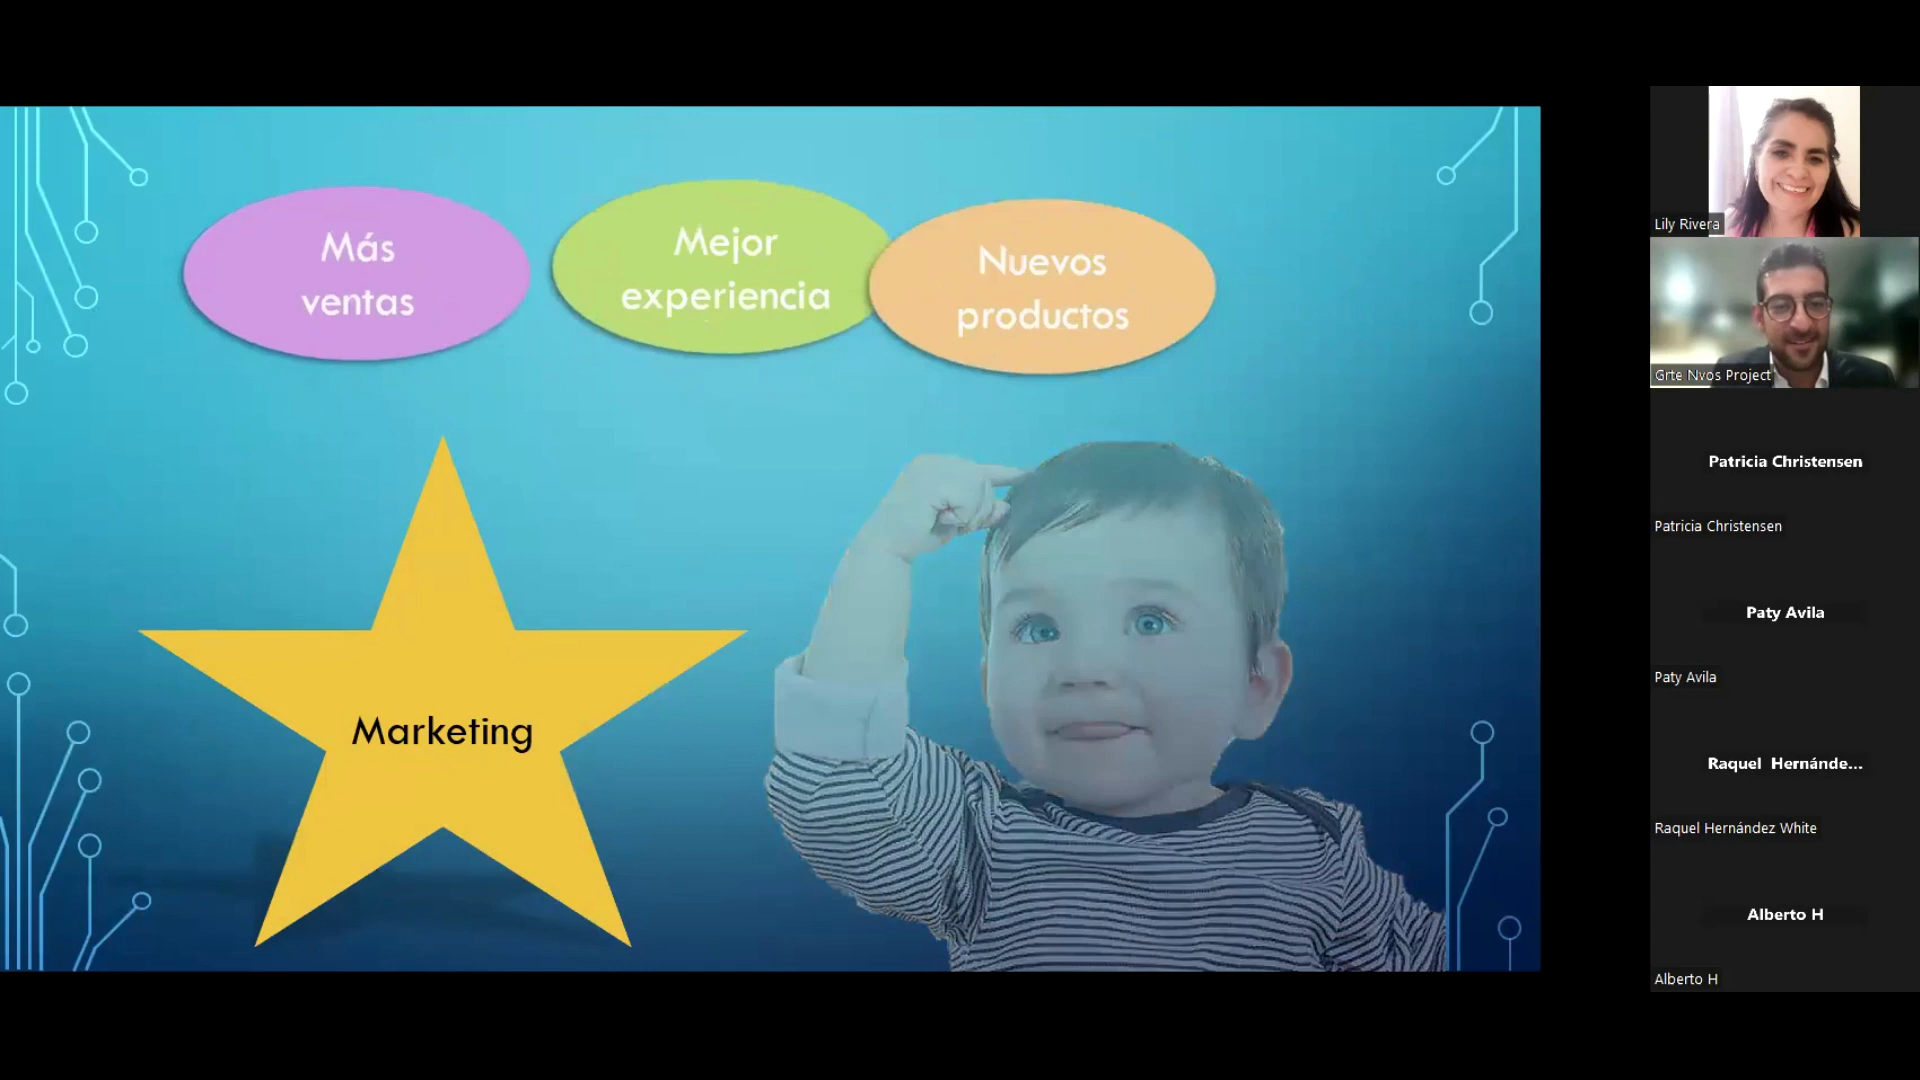 Más
ventas
Mejor
experiencia
Nuevos
productos
Marketing
Lily Rivera
Grte Nvos Project
Patricia Christensen
Patricia Christensen
Paty Avila
Paty Avila
Raquel Hernánde...
Raquel Hernández White
Alberto H
Alberto H